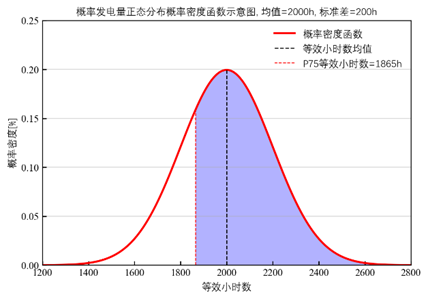 概率发电量正态分布概率密度函数示意图, 均值=2000h, 标准差=200h
概率密度函数
等效小时数均值
P75等效小时数=1865h
概率密度[%]
0.25
0.20
0.15
0.10
0.05
0.00
1200 1400 1600 1800 2000 2200 2400 2600 2800
等效小时数